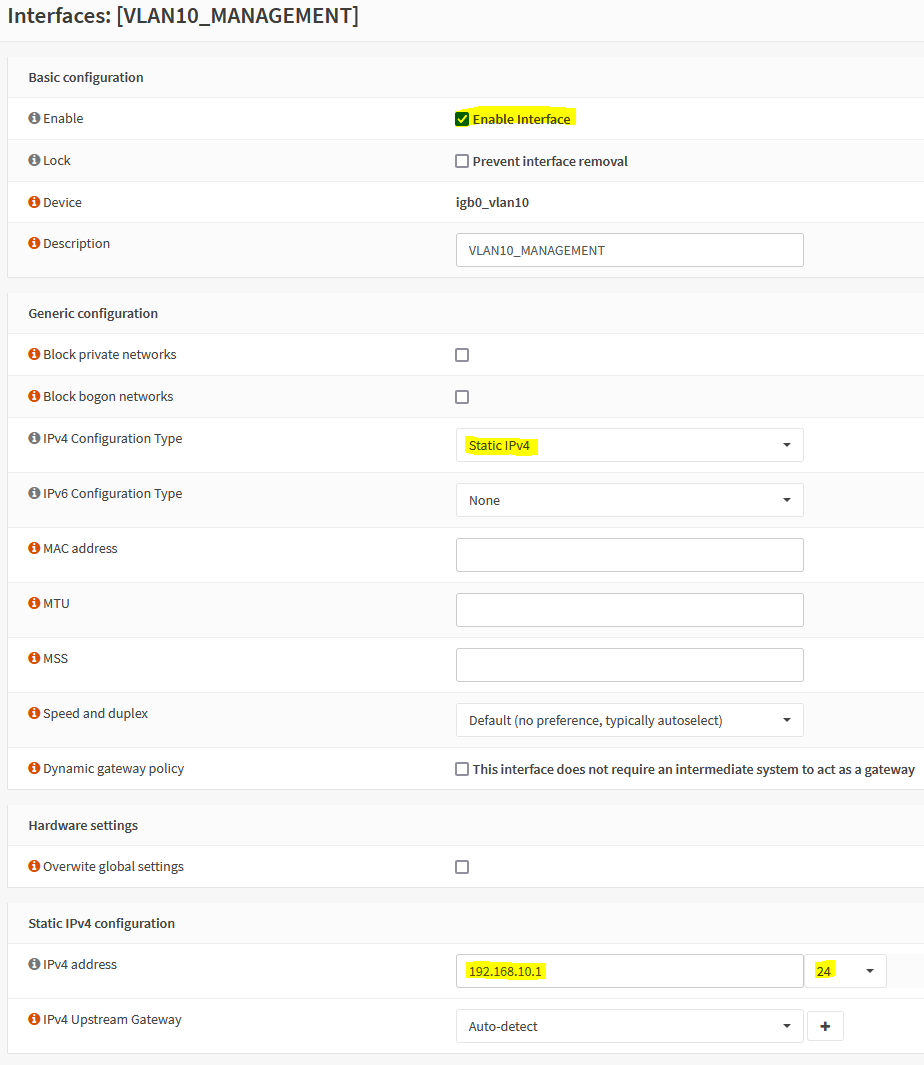 Interfaces: [VLAN10_MANAGEMENT]
Basic configuration
Enable
Enable Interface
Lock
Prevent interface removal
Device
igb0_vlan10
Description
VLAN10_MANAGEMENT
Generic configuration
Block private networks
Block bogon networks
IPv4 Configuration Type
Static IPv4
IPv6 Configuration Type
None
MAC address
MTU
MSS
Speed and duplex
Default (no preference, typically autoselect)
Dynamic gateway policy
This interface does not require an intermediate system to act as a gateway
Hardware settings
Overwite global settings
Static IPv4 configuration
IPv4 address
192.168.10.1
24
IPv4 Upstream Gateway
Auto-detect